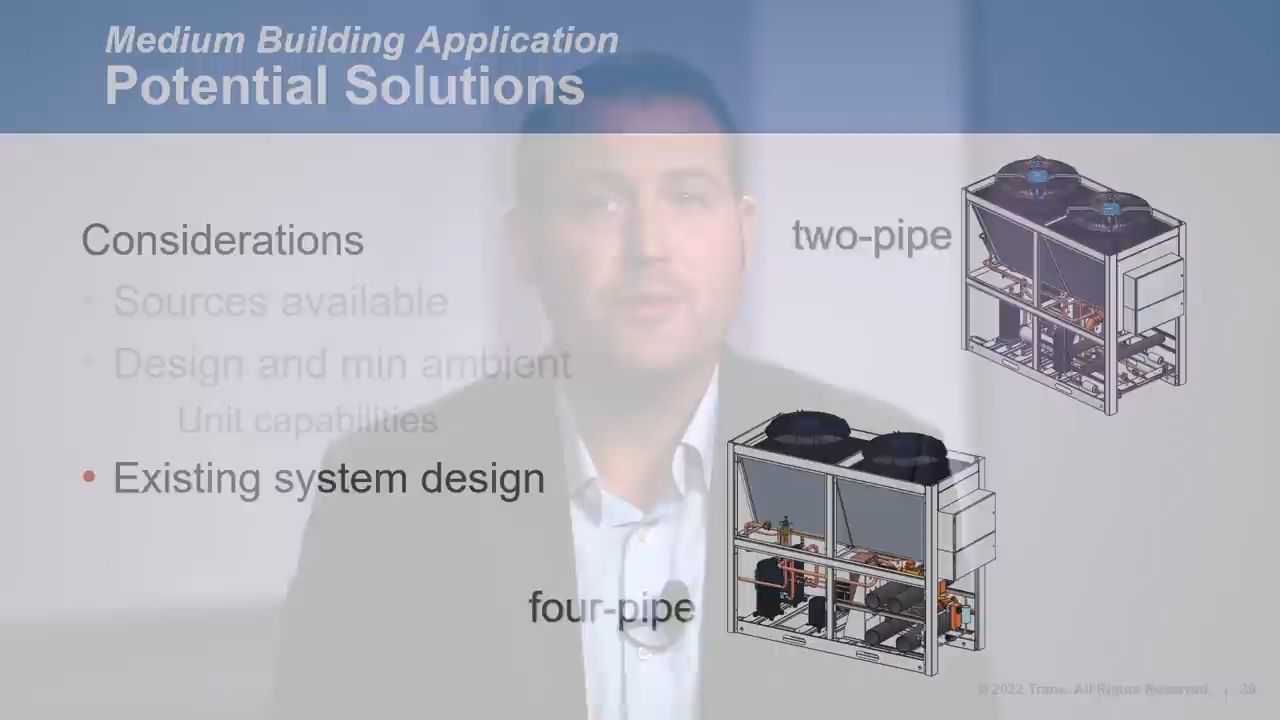 Medium Building Application
Potential Solutions
Considerations
two-pipe
• Sources available
• Design and min ambient
Unit capabilities
• Existing system design
four-pipe
© 2022 Trane. All Rights Reserved. | 39